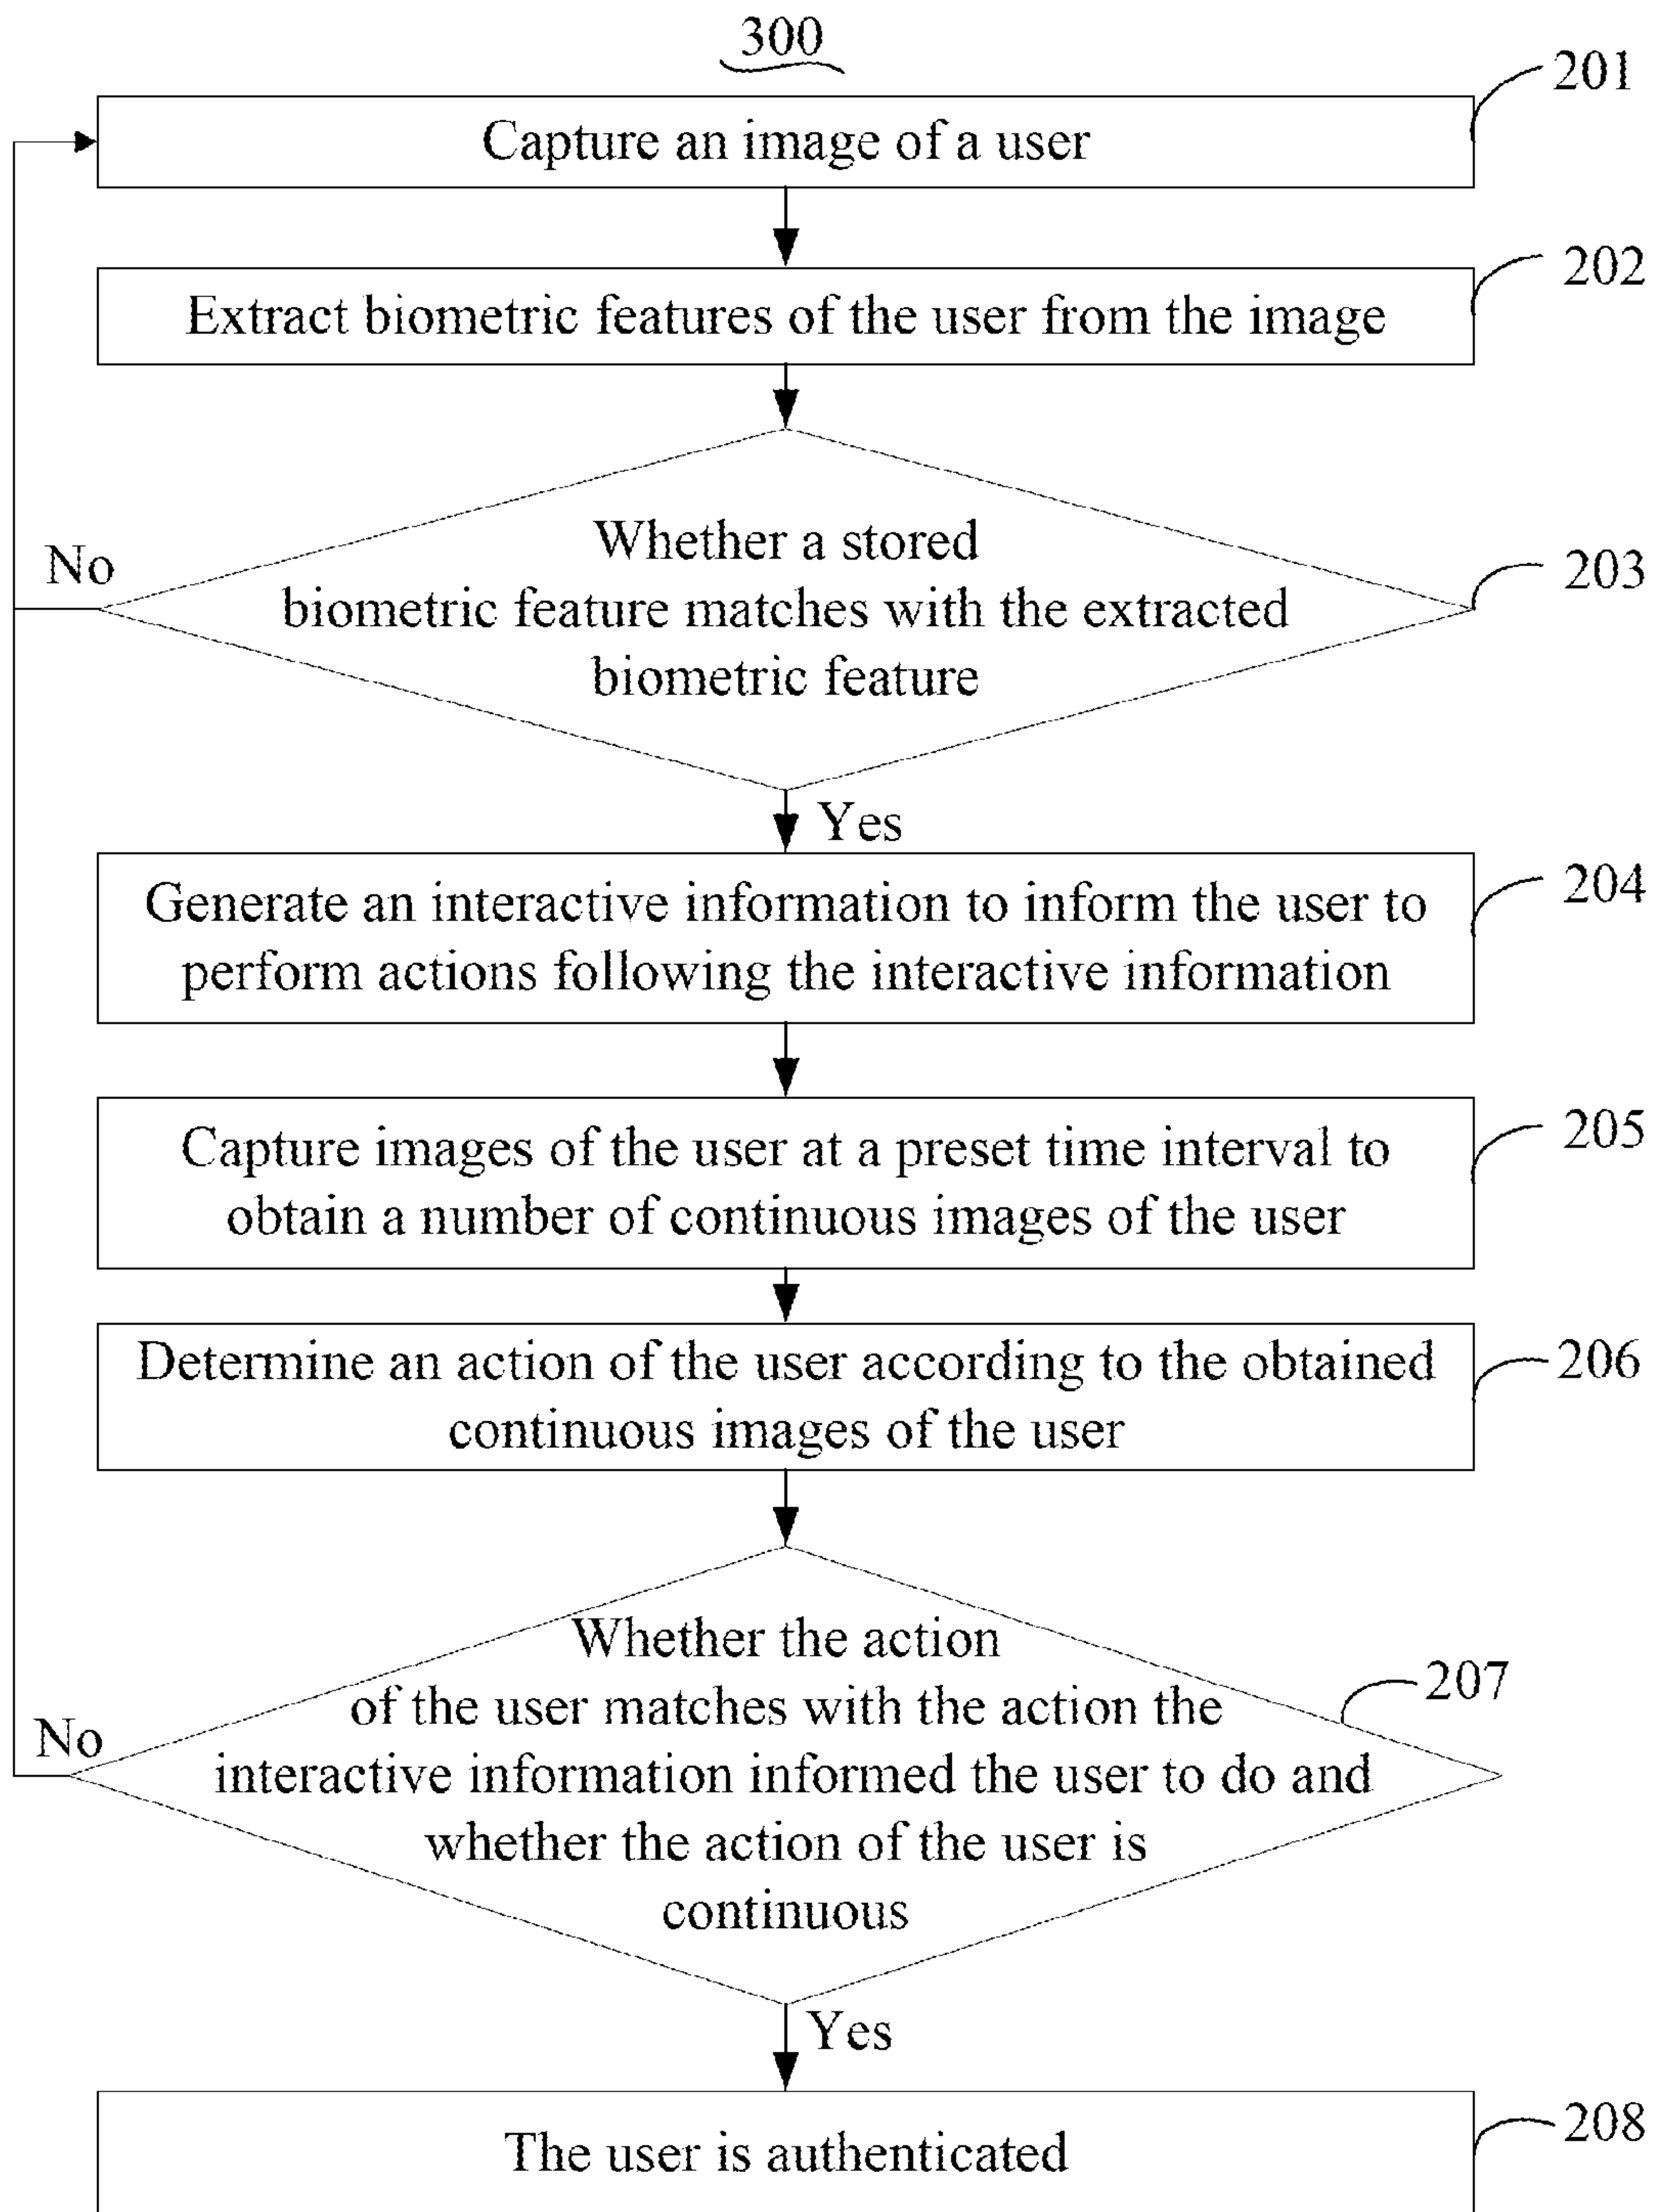 300
201
Capture an image of a user
202
Extract biometric features of the user from the image
Whether a stored
No
203
biometric feature matches with the extracted
biometric feature
Yes
204
Generate an interactive information to inform the user to
perform actions following the interactive information
205
Capture images of the user at a preset time interval to
obtain a number of continuous images of the user
206
Determine an action of the user according to the obtained
continuous images of the user
Whether the action
207
of the user matches with the action the
No
interactive information informed the user to do and
whether the action of the user is
continuous
Yes
208
The user is authenticated